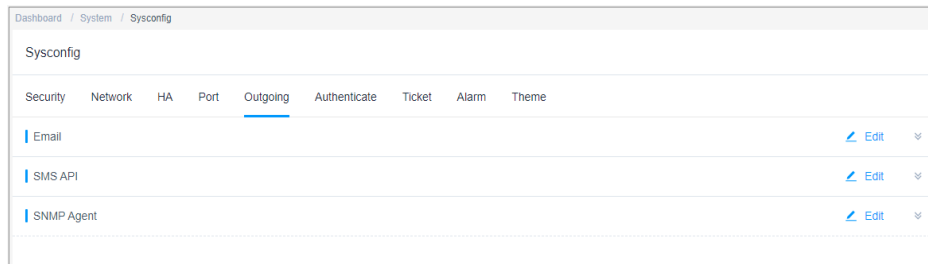 Dashboard / System / Sysconfig
Sysconfig
Security Network HA Port Outgoing Authenticate Ticket Alarm Theme
Email Edit
SMS API Edit
SNMP Agent Edit